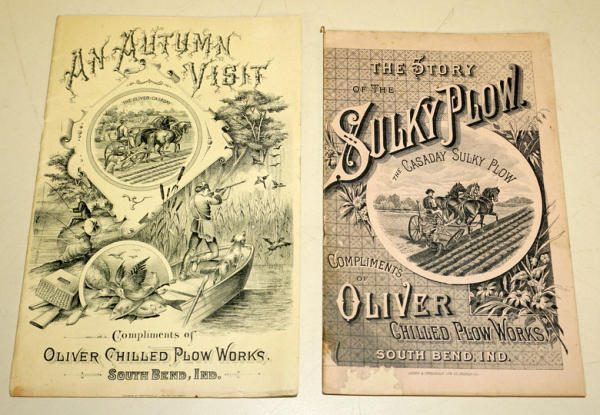 AN AUTUMN
VISIT
THE OLIVER-CASADAY
Compliments of
OLIVER CHILLED PLOW WORKS.
SOUTH BEND, IND.
THE STORY
OF THE
SULKY PLOW.
THE CASADAY SULKY PLOW
COMPLIMENTS
OF
OLIVER
CHILLED PLOW WORKS,
SOUTH BEND, IND.